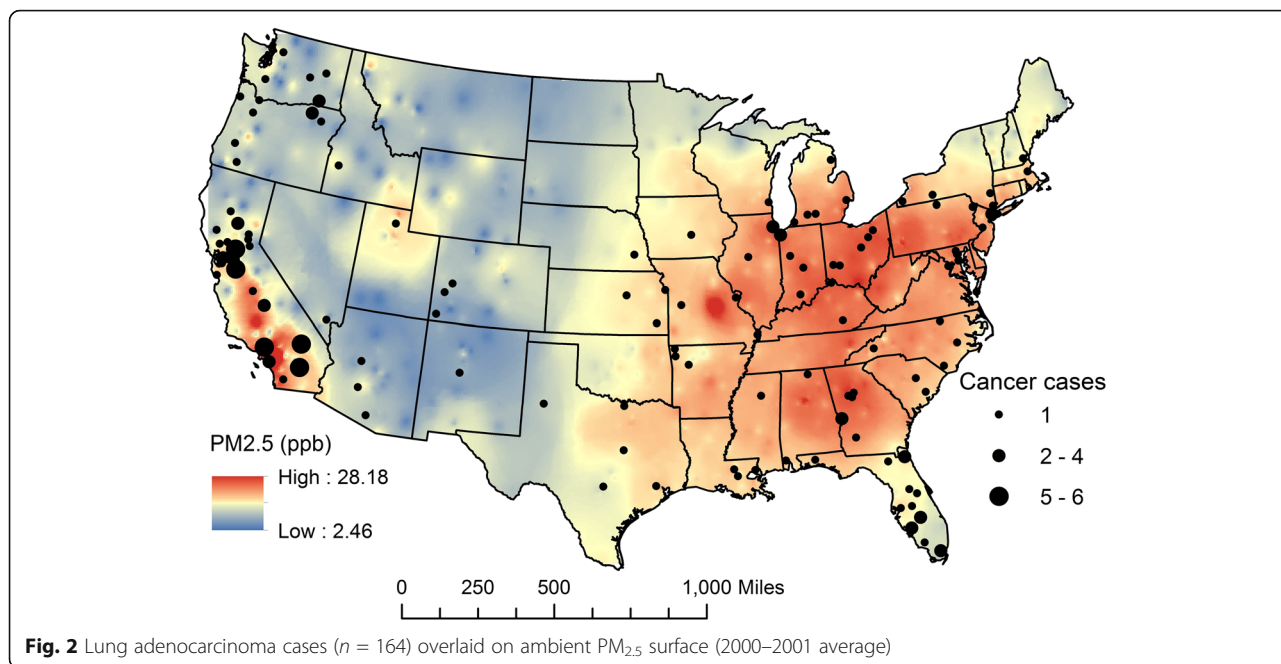 PM2.5 (ppb)
High : 28.18
Low : 2.46
Cancer cases
1
2 - 4
5 - 6
0 250 500 1,000 Miles
Fig. 2 Lung adenocarcinoma cases (n = 164) overlaid on ambient PM2.5 surface (2000–2001 average)